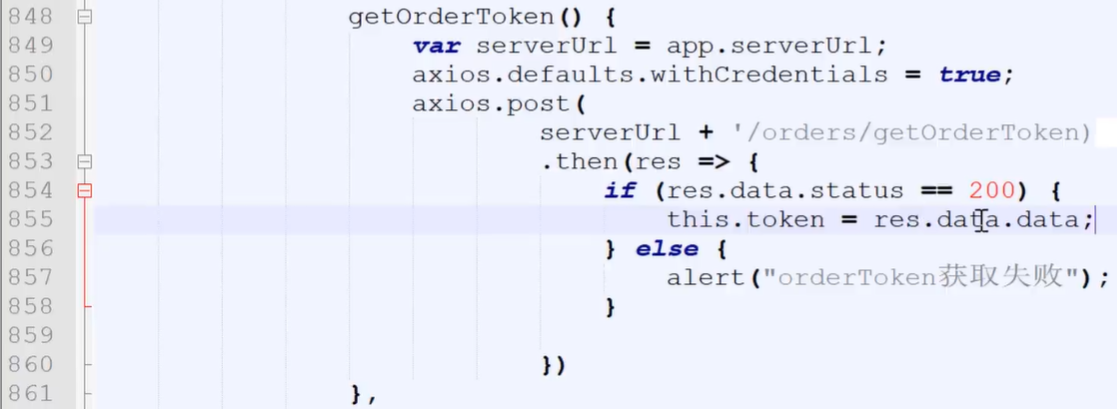 848 getOrderToken() {
849 var serverUrl = app.serverUrl;
850 axios.defaults.withCredentials = true;
851 axios.post(
852 serverUrl + '/orders/getOrderToken)
853 .then(res => {
854 if (res.data.status == 200) {
855 this.token = res.data.data;
856 } else {
857 alert("orderToken获取失败");
858 }
859
860 })
861 },